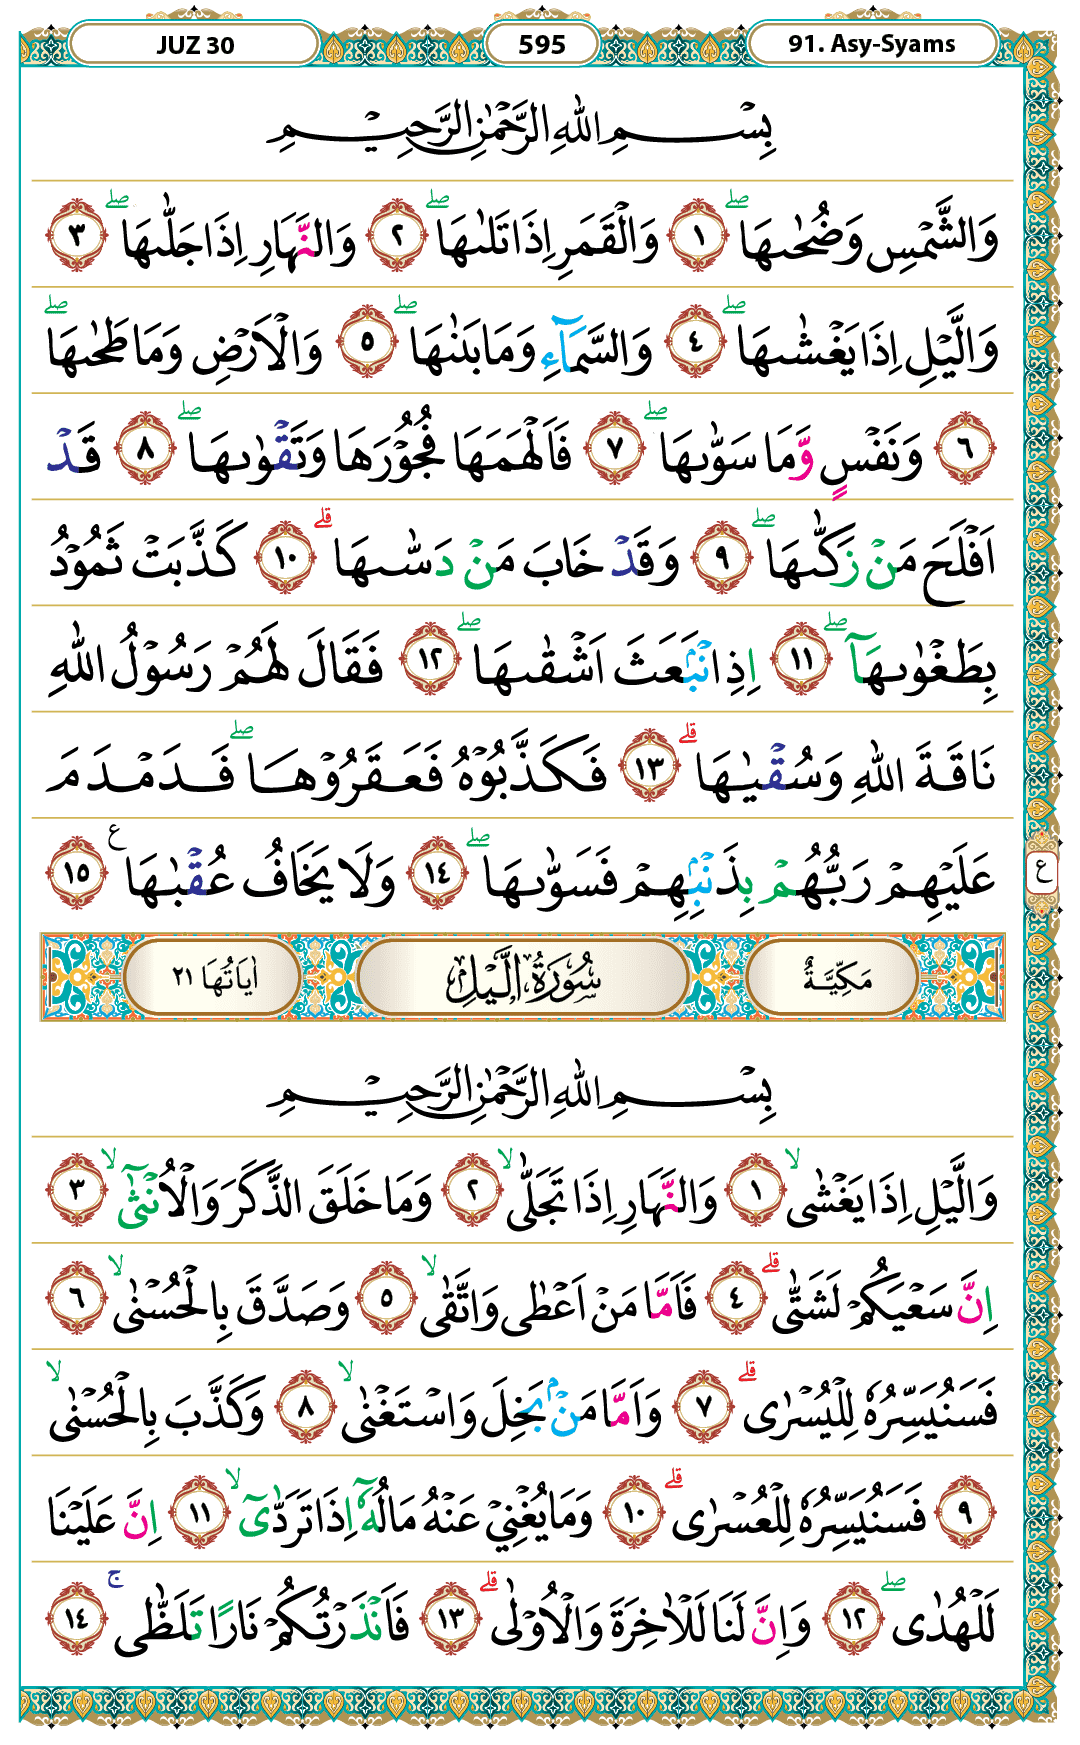 JUZ 30 595 91. Asy-Syams
بِسْمِ اللّٰهِ الرَّحْمٰنِ الرَّحِيْمِ
وَالشَّمْسِ وَضُحٰىهَا ۖ ١ وَالْقَمَرِ اِذَا تَلٰىهَا ۖ ٢ وَالنَّهَارِ اِذَا جَلّٰىهَا ۖ ٣
وَالَّيْلِ اِذَا يَغْشٰىهَا ۖ ٤ وَالسَّمَاۤءِ وَمَا بَنٰىهَا ۖ ٥ وَالْاَرْضِ وَمَا طَحٰىهَا ۖ
٦ وَنَفْسٍ وَّمَا سَوّٰىهَا ۖ ٧ فَاَلْهَمَهَا فُجُوْرَهَا وَتَقْوٰىهَا ۖ ٨ قَدْ
اَفْلَحَ مَنْ زَكّٰىهَا ۖ ٩ وَقَدْ خَابَ مَنْ دَسّٰىهَا ۗ ١٠ كَذَّبَتْ ثَمُوْدُ
بِطَغْوٰىهَآ ۖ ١١ اِذِ انْۢبَعَثَ اَشْقٰىهَا ۖ ١٢ فَقَالَ لَهُمْ رَسُوْلُ اللّٰهِ
نَاقَةَ اللّٰهِ وَسُقْيٰهَا ۗ ١٣ فَكَذَّبُوْهُ فَعَقَرُوْهَا ۖ فَدَمْدَمَ
عَلَيْهِمْ رَبُّهُمْ بِذَنْۢبِهِمْ فَسَوّٰىهَا ۖ ١٤ وَلَا يَخَافُ عُقْبٰهَا ع ١٥
ع
مَكِّيَّةٌ سُوْرَةُ الَّيْلِ اٰيَاتُهَا ٢١
بِسْمِ اللّٰهِ الرَّحْمٰنِ الرَّحِيْمِ
وَالَّيْلِ اِذَا يَغْشٰى ۙ ١ وَالنَّهَارِ اِذَا تَجَلّٰى ۙ ٢ وَمَا خَلَقَ الذَّكَرَ وَالْاُنْثٰٓى ۙ ٣
اِنَّ سَعْيَكُمْ لَشَتّٰى ۗ ٤ فَاَمَّا مَنْ اَعْطٰى وَاتَّقٰى ۙ ٥ وَصَدَّقَ بِالْحُسْنٰى ۙ ٦
فَسَنُيَسِّرُهٗ لِلْيُسْرٰى ۗ ٧ وَاَمَّا مَنْۢ بَخِلَ وَاسْتَغْنٰى ۙ ٨ وَكَذَّبَ بِالْحُسْنٰى ۙ
٩ فَسَنُيَسِّرُهٗ لِلْعُسْرٰى ۗ ١٠ وَمَا يُغْنِيْ عَنْهُ مَالُهٗٓ اِذَا تَرَدّٰىٓ ۙ ١١ اِنَّ عَلَيْنَا
لَلْهُدٰى ۖ ١٢ وَاِنَّ لَنَا لَلْاٰخِرَةَ وَالْاُوْلٰى ۗ ١٣ فَاَنْذَرْتُكُمْ نَارًا تَلَظّٰى ۚ ١٤